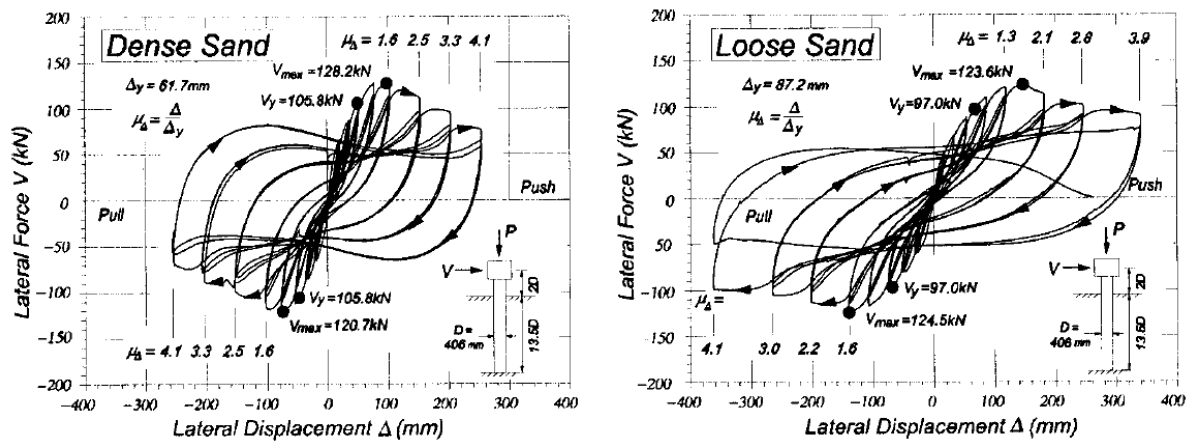 Dense Sand
μΔ = 1.6 2.5 3.3 4.1
Vmax=128.2kN
Δy = 61.7mm
Vy=105.8kN
μΔ = Δ/Δy
Pull
Push
P
V
2D
D =
406 mm
13.5D
Vy=105.8kN
Vmax=120.7kN
μΔ = 4.1 3.3 2.5 1.6
200
150
100
50
0
−50
−100
−150
−200
−400 −300 −200 −100 0 100 200 300 400
Lateral Force V (kN)
Lateral Displacement Δ (mm)
Loose Sand
μΔ = 1.3 2.1 2.8 3.9
Vmax=123.6kN
Δy = 87.2mm
Vy=97.0kN
μΔ = Δ/Δy
Pull
Push
P
V
2D
D =
406 mm
13.5D
Vy=97.0kN
Vmax=124.5kN
μΔ =
4.1 3.0 2.2 1.6
200
150
100
50
0
−50
−100
−150
−200
−400 −300 −200 −100 0 100 200 300 400
Lateral Force V (kN)
Lateral Displacement Δ (mm)